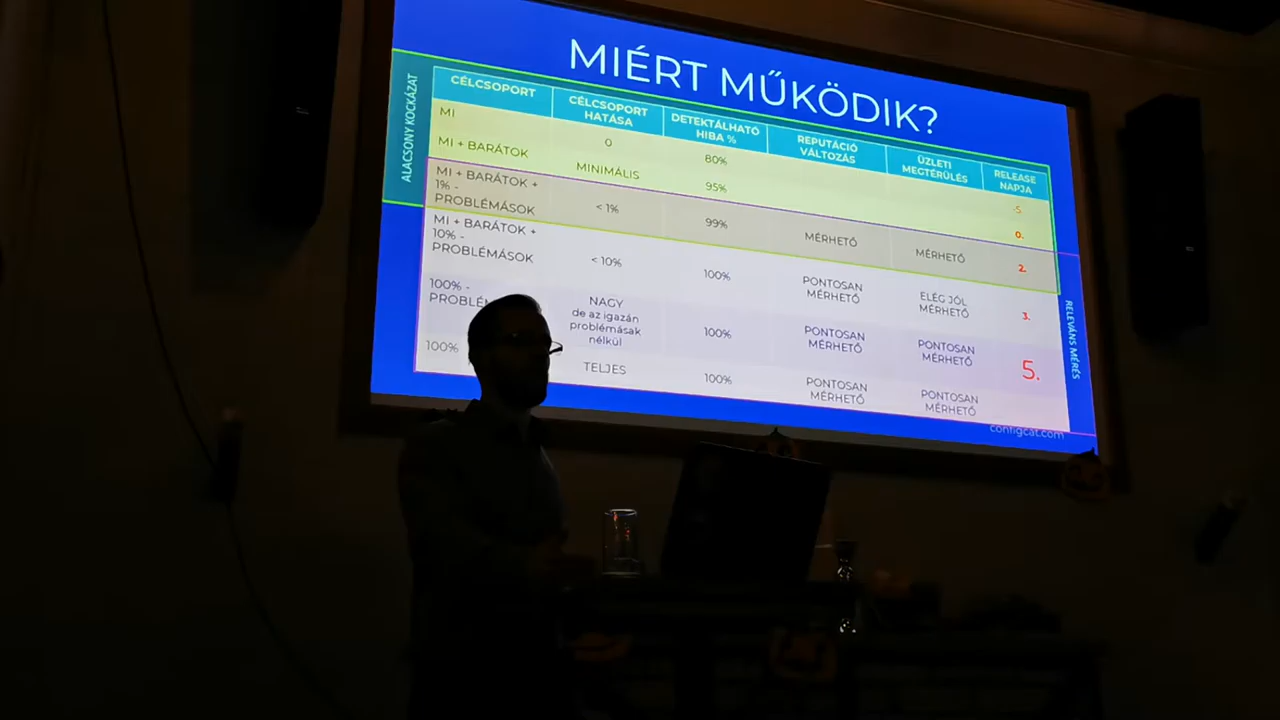 MIÉRT MŰKÖDIK?
ALACSONY KOCKÁZAT
CÉLCSOPORT
CÉLCSOPORT
HATÁSA
DETEKTÁLHATÓ
HIBA %
REPUTÁCIÓ
VÁLTOZÁS
ÜZLETI
MEGTÉRÜLÉS
RELEASE
NAPJA
MI
0
80%
-5
MI + BARÁTOK
MINIMÁLIS
95%
0.
MI + BARÁTOK +
1% -
PROBLÉMÁSOK
< 1%
99%
MÉRHETŐ
MÉRHETŐ
2.
MI + BARÁTOK +
10% -
PROBLÉMÁSOK
< 10%
100%
PONTOSAN
MÉRHETŐ
ELÉG JÓL
MÉRHETŐ
3.
100% -
NAGY
de az igazán
problémásak
nélkül
100%
PONTOSAN
MÉRHETŐ
PONTOSAN
MÉRHETŐ
5.
100%
TELJES
100%
PONTOSAN
MÉRHETŐ
PONTOSAN
MÉRHETŐ
RELEVÁNS MÉRÉS
configcat.com